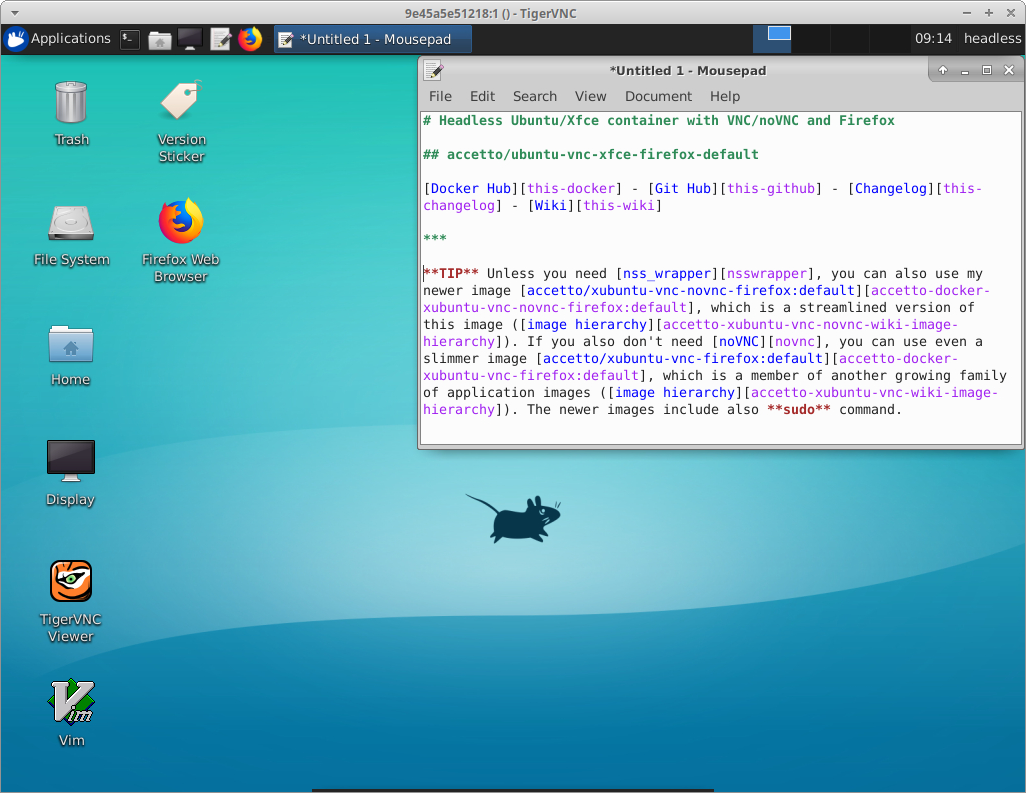 9e45a5e51218:1 () - TigerVNC
Applications
*Untitled 1 - Mousepad
09:14
headless
*Untitled 1 - Mousepad
File Edit Search View Document Help
# Headless Ubuntu/Xfce container with VNC/noVNC and Firefox
## accetto/ubuntu-vnc-xfce-firefox-default
[Docker Hub][this-docker] - [Git Hub][this-github] - [Changelog][this-
changelog] - [Wiki][this-wiki]
***
**TIP** Unless you need [nss_wrapper][nsswrapper], you can also use my
newer image [accetto/xubuntu-vnc-novnc-firefox:default][accetto-docker-
xubuntu-vnc-novnc-firefox:default], which is a streamlined version of
this image ([image hierarchy][accetto-xubuntu-vnc-novnc-wiki-image-
hierarchy]). If you also don't need [noVNC][novnc], you can use even a
slimmer image [accetto/xubuntu-vnc-firefox:default][accetto-docker-
xubuntu-vnc-firefox:default], which is a member of another growing family
of application images ([image hierarchy][accetto-xubuntu-vnc-wiki-image-
hierarchy]). The newer images include also **sudo** command.
Trash
Version
Sticker
File System
Firefox Web
Browser
Home
Display
TigerVNC
Viewer
Vim
Vim